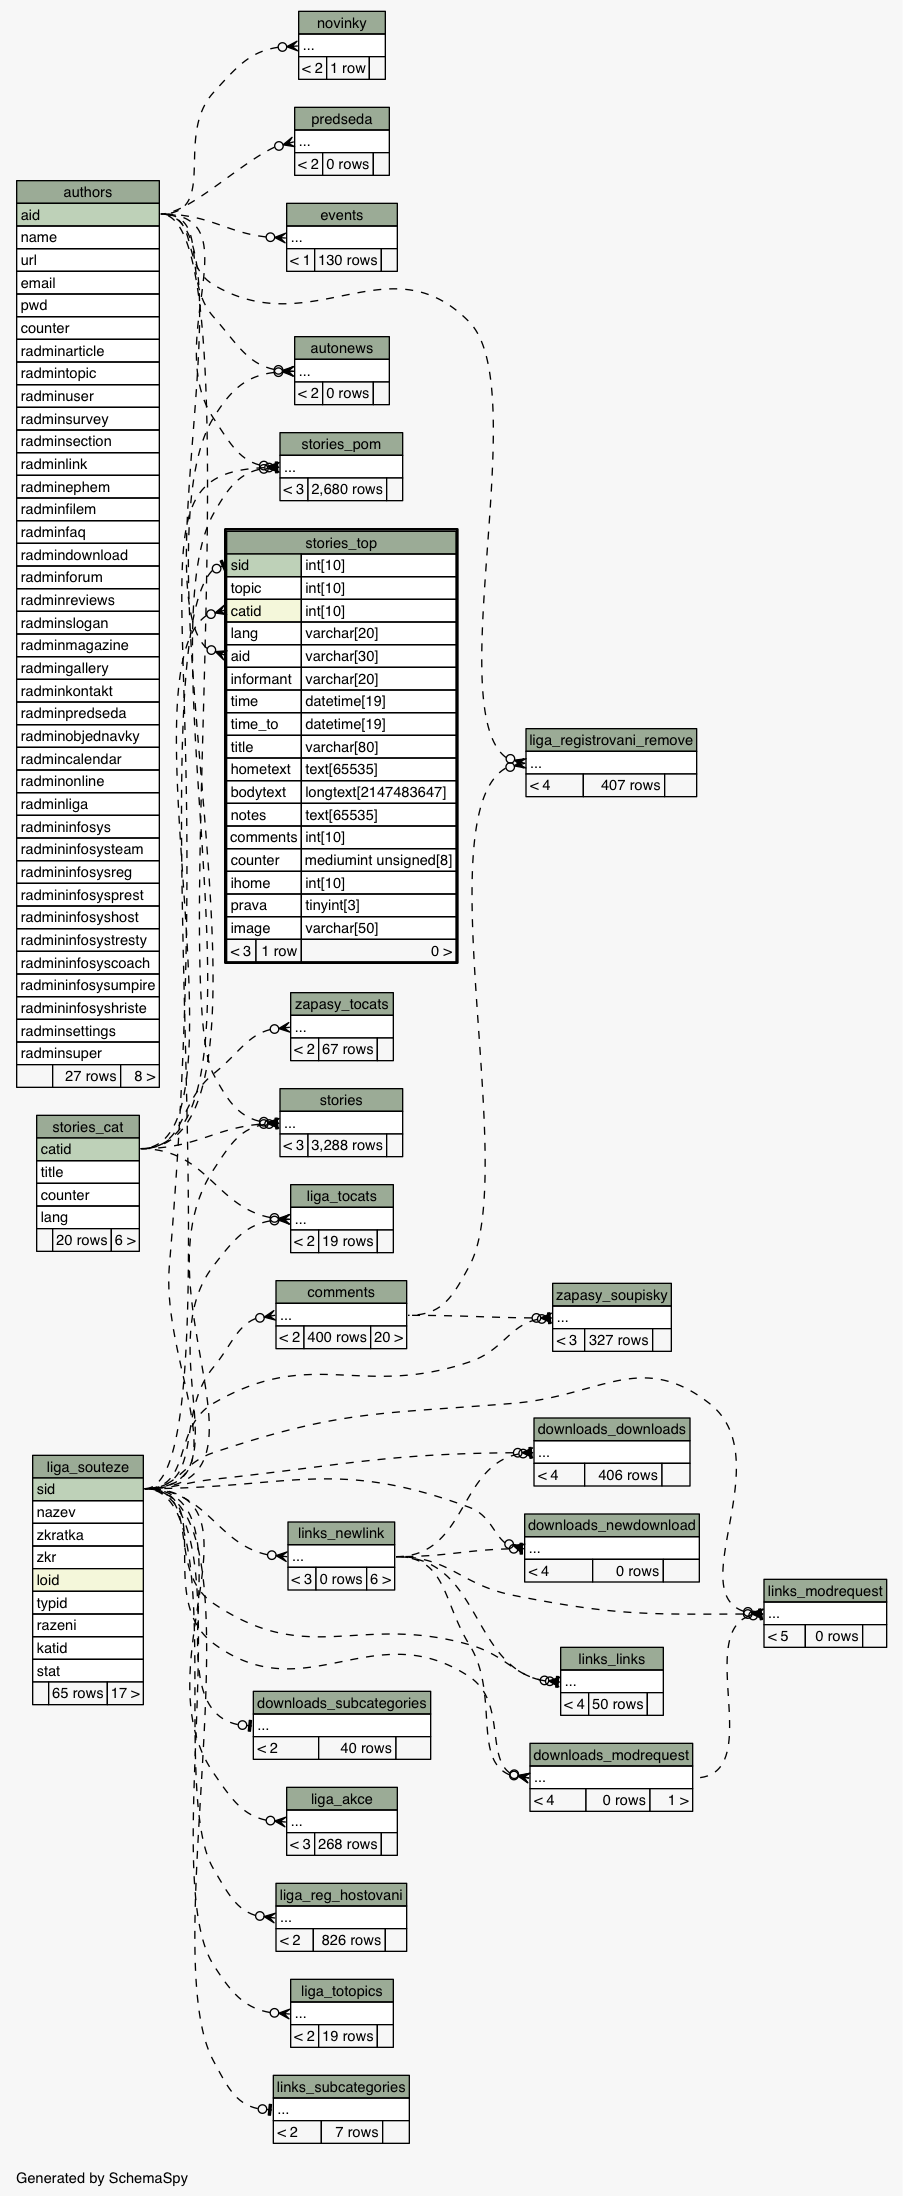 novinky
...
< 2 1 row
predseda
...
< 2 0 rows
authors
aid
name
url
email
pwd
counter
radminarticle
radmintopic
radminuser
radminsurvey
radminsection
radminlink
radminephem
radminfilem
radminfaq
radmindownload
radminforum
radminreviews
radminslogan
radminmagazine
radmingallery
radminkontakt
radminpredseda
radminobjednavky
radmincalendar
radminonline
radminliga
radmininfosys
radmininfosysteam
radmininfosysreg
radmininfosysprest
radmininfosyshost
radmininfosystresty
radmininfosyscoach
radmininfosysumpire
radmininfosyshriste
radminsettings
radminsuper
27 rows 8 >
events
...
< 1 130 rows
autonews
...
< 2 0 rows
stories_pom
...
< 3 2,680 rows
stories_top
sid int[10]
topic int[10]
catid int[10]
lang varchar[20]
aid varchar[30]
informant varchar[20]
time datetime[19]
time_to datetime[19]
title varchar[80]
hometext text[65535]
bodytext longtext[2147483647]
notes text[65535]
comments int[10]
counter mediumint unsigned[8]
ihome int[10]
prava tinyint[3]
image varchar[50]
< 3 1 row 0 >
liga_registrovani_remove
...
< 4 407 rows
zapasy_tocats
...
< 2 67 rows
stories_cat
catid
title
counter
lang
20 rows 6 >
stories
...
< 3 3,288 rows
liga_tocats
...
< 2 19 rows
comments
...
< 2 400 rows 20 >
zapasy_soupisky
...
< 3 327 rows
liga_souteze
sid
nazev
zkratka
zkr
loid
typid
razeni
katid
stat
65 rows 17 >
downloads_downloads
...
< 4 406 rows
links_newlink
...
< 3 0 rows 6 >
downloads_newdownload
...
< 4 0 rows
links_modrequest
...
< 5 0 rows
links_links
...
< 4 50 rows
downloads_subcategories
...
< 2 40 rows
downloads_modrequest
...
< 4 0 rows 1 >
liga_akce
...
< 3 268 rows
liga_reg_hostovani
...
< 2 826 rows
liga_totopics
...
< 2 19 rows
links_subcategories
...
< 2 7 rows
Generated by SchemaSpy